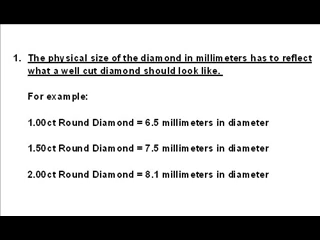 1. The physical size of the diamond in millimeters has to reflect
what a well cut diamond should look like.
For example:
1.00ct Round Diamond = 6.5 millimeters in diameter
1.50ct Round Diamond = 7.5 millimeters in diameter
2.00ct Round Diamond = 8.1 millimeters in diameter